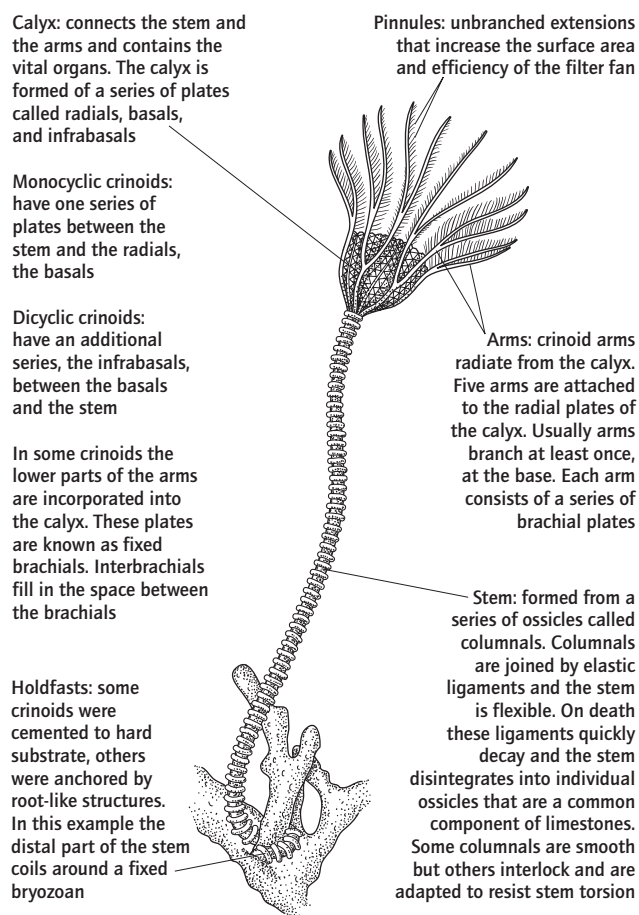 Calyx: connects the stem and
the arms and contains the
vital organs. The calyx is
formed of a series of plates
called radials, basals,
and infrabasals
Monocyclic crinoids:
have one series of
plates between the
stem and the radials,
the basals
Dicyclic crinoids:
have an additional
series, the infrabasals,
between the basals
and the stem
In some crinoids the
lower parts of the arms
are incorporated into
the calyx. These plates
are known as fixed
brachials. Interbrachials
fill in the space between
the brachials
Holdfasts: some
crinoids were
cemented to hard
substrate, others
were anchored by
root-like structures.
In this example the
distal part of the stem
coils around a fixed
bryozoan
Pinnules: unbranched extensions
that increase the surface area
and efficiency of the filter fan
Arms: crinoid arms
radiate from the calyx.
Five arms are attached
to the radial plates of
the calyx. Usually arms
branch at least once,
at the base. Each arm
consists of a series of
brachial plates
Stem: formed from a
series of ossicles called
columnals. Columnals
are joined by elastic
ligaments and the stem
is flexible. On death
these ligaments quickly
decay and the stem
disintegrates into individual
ossicles that are a common
component of limestones.
Some columnals are smooth
but others interlock and are
adapted to resist stem torsion